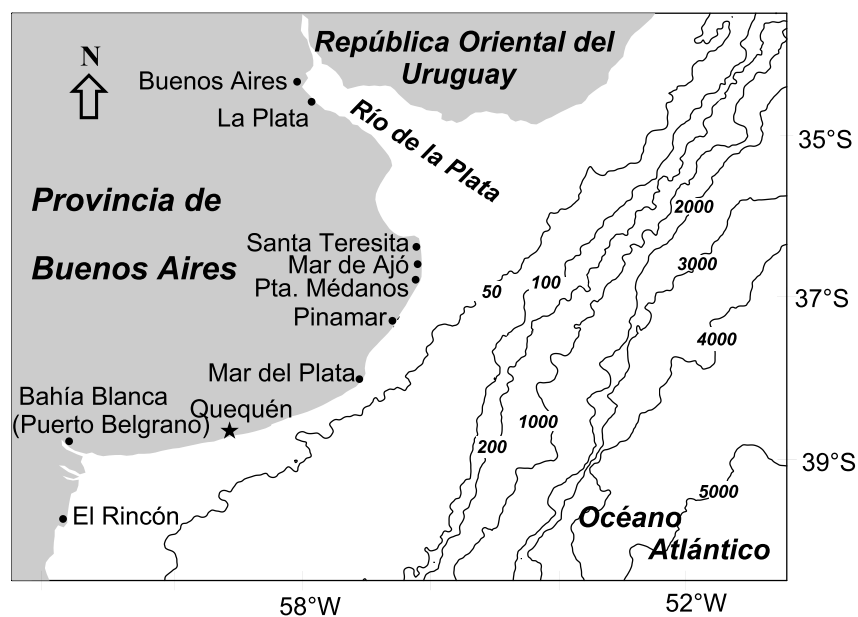 República Oriental del
Uruguay
N
Buenos Aires
La Plata
Río de la Plata
35°S
Provincia de
Buenos Aires
2000
Santa Teresita
Mar de Ajó
Pta. Médanos
3000
100
50
37°S
Pinamar
4000
Mar del Plata
Bahía Blanca
(Puerto Belgrano)
Quequén
1000
200
39°S
5000
El Rincón
Océano
Atlántico
58°W
52°W